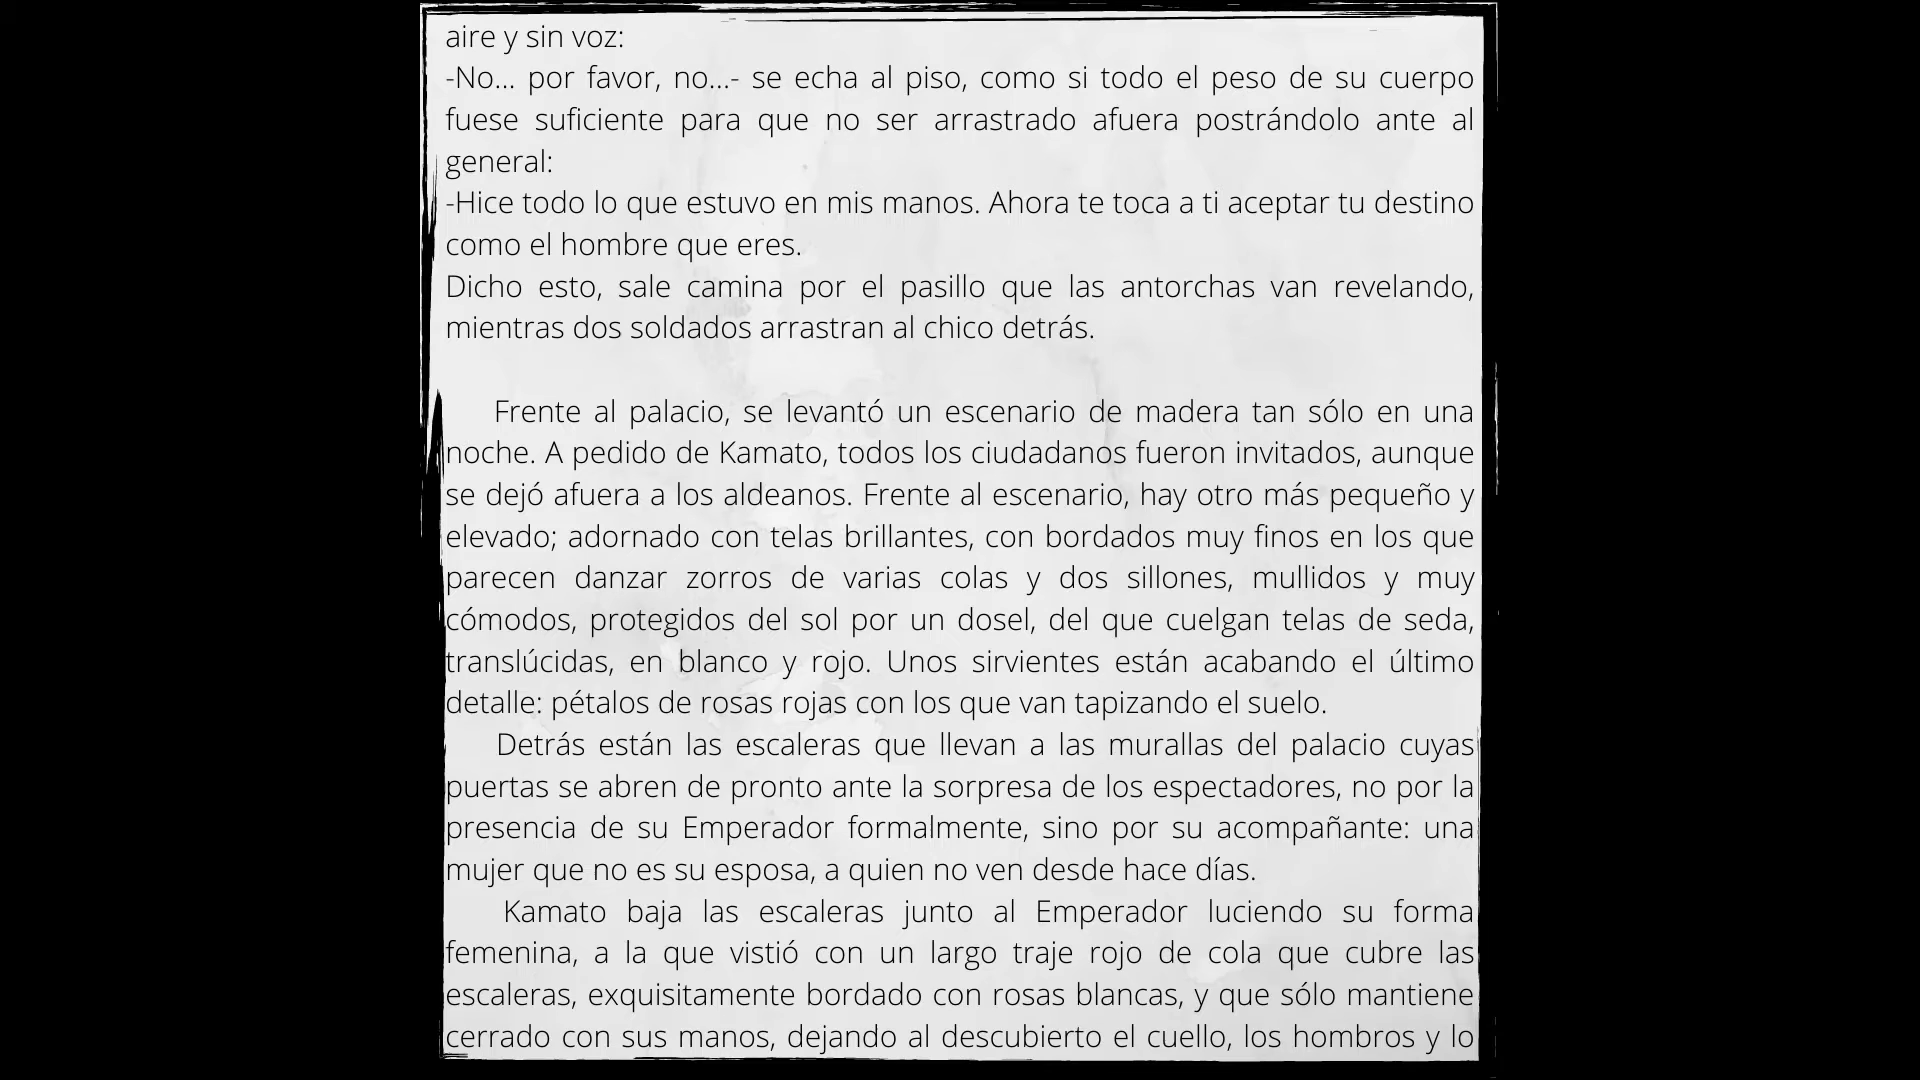 aire y sin voz:
-No... por favor, no...- se echa al piso, como si todo el peso de su cuerpo
fuese suficiente para que no ser arrastrado afuera postrándolo ante al
general:
-Hice todo lo que estuvo en mis manos. Ahora te toca a ti aceptar tu destino
como el hombre que eres.
Dicho esto, sale camina por el pasillo que las antorchas van revelando,
mientras dos soldados arrastran al chico detrás.
Frente al palacio, se levantó un escenario de madera tan sólo en una
noche. A pedido de Kamato, todos los ciudadanos fueron invitados, aunque
se dejó afuera a los aldeanos. Frente al escenario, hay otro más pequeño y
elevado; adornado con telas brillantes, con bordados muy finos en los que
parecen danzar zorros de varias colas y dos sillones, mullidos y muy
cómodos, protegidos del sol por un dosel, del que cuelgan telas de seda,
translúcidas, en blanco y rojo. Unos sirvientes están acabando el último
detalle: pétalos de rosas rojas con los que van tapizando el suelo.
Detrás están las escaleras que llevan a las murallas del palacio cuyas
puertas se abren de pronto ante la sorpresa de los espectadores, no por la
presencia de su Emperador formalmente, sino por su acompañante: una
mujer que no es su esposa, a quien no ven desde hace días.
Kamato baja las escaleras junto al Emperador luciendo su forma
femenina, a la que vistió con un largo traje rojo de cola que cubre las
escaleras, exquisitamente bordado con rosas blancas, y que sólo mantiene
cerrado con sus manos, dejando al descubierto el cuello, los hombros y lo